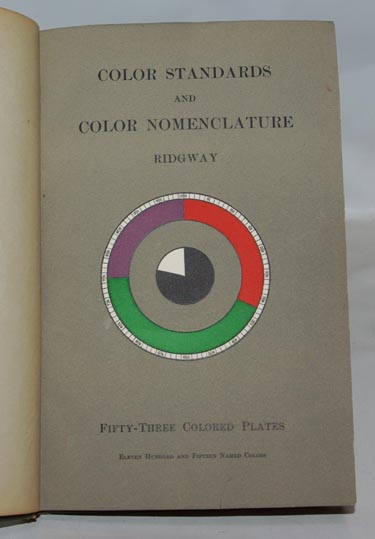 COLOR STANDARDS
AND
COLOR NOMENCLATURE
RIDGWAY
FIFTY-THREE COLORED PLATES
ELEVEN HUNDRED AND FIFTEEN NAMED COLORS